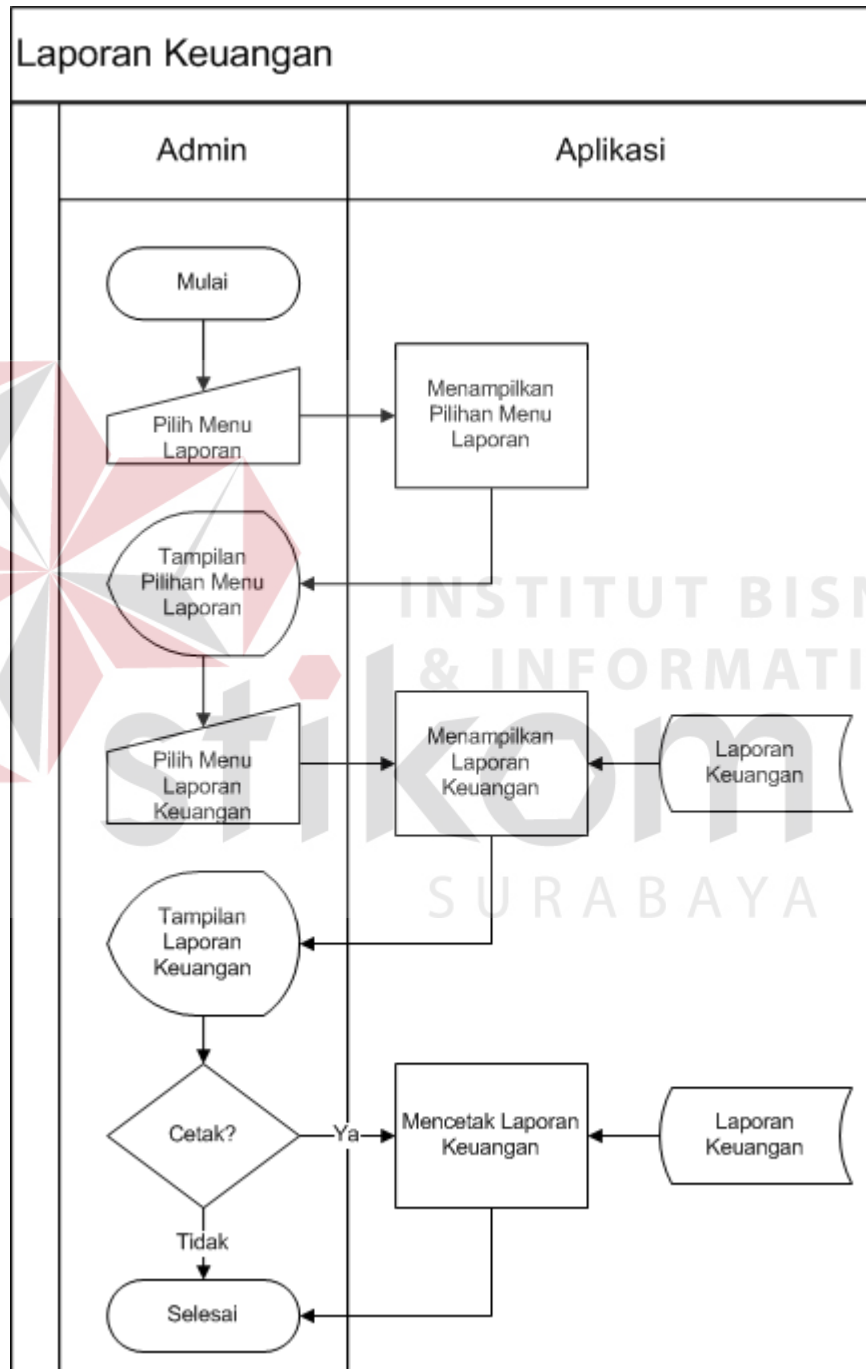 Laporan Keuangan
Admin
Aplikasi
Mulai
Pilih Menu
Laporan
Menampilkan
Pilihan Menu
Laporan
Tampilan
Pilihan Menu
Laporan
INSTITUT BISN
& INFORMATI
stikom
SURABAYA
Pilih Menu
Laporan
Keuangan
Menampilkan
Laporan
Keuangan
Laporan
Keuangan
Tampilan
Laporan
Keuangan
Cetak?
Ya
Mencetak Laporan
Keuangan
Laporan
Keuangan
Tidak
Selesai